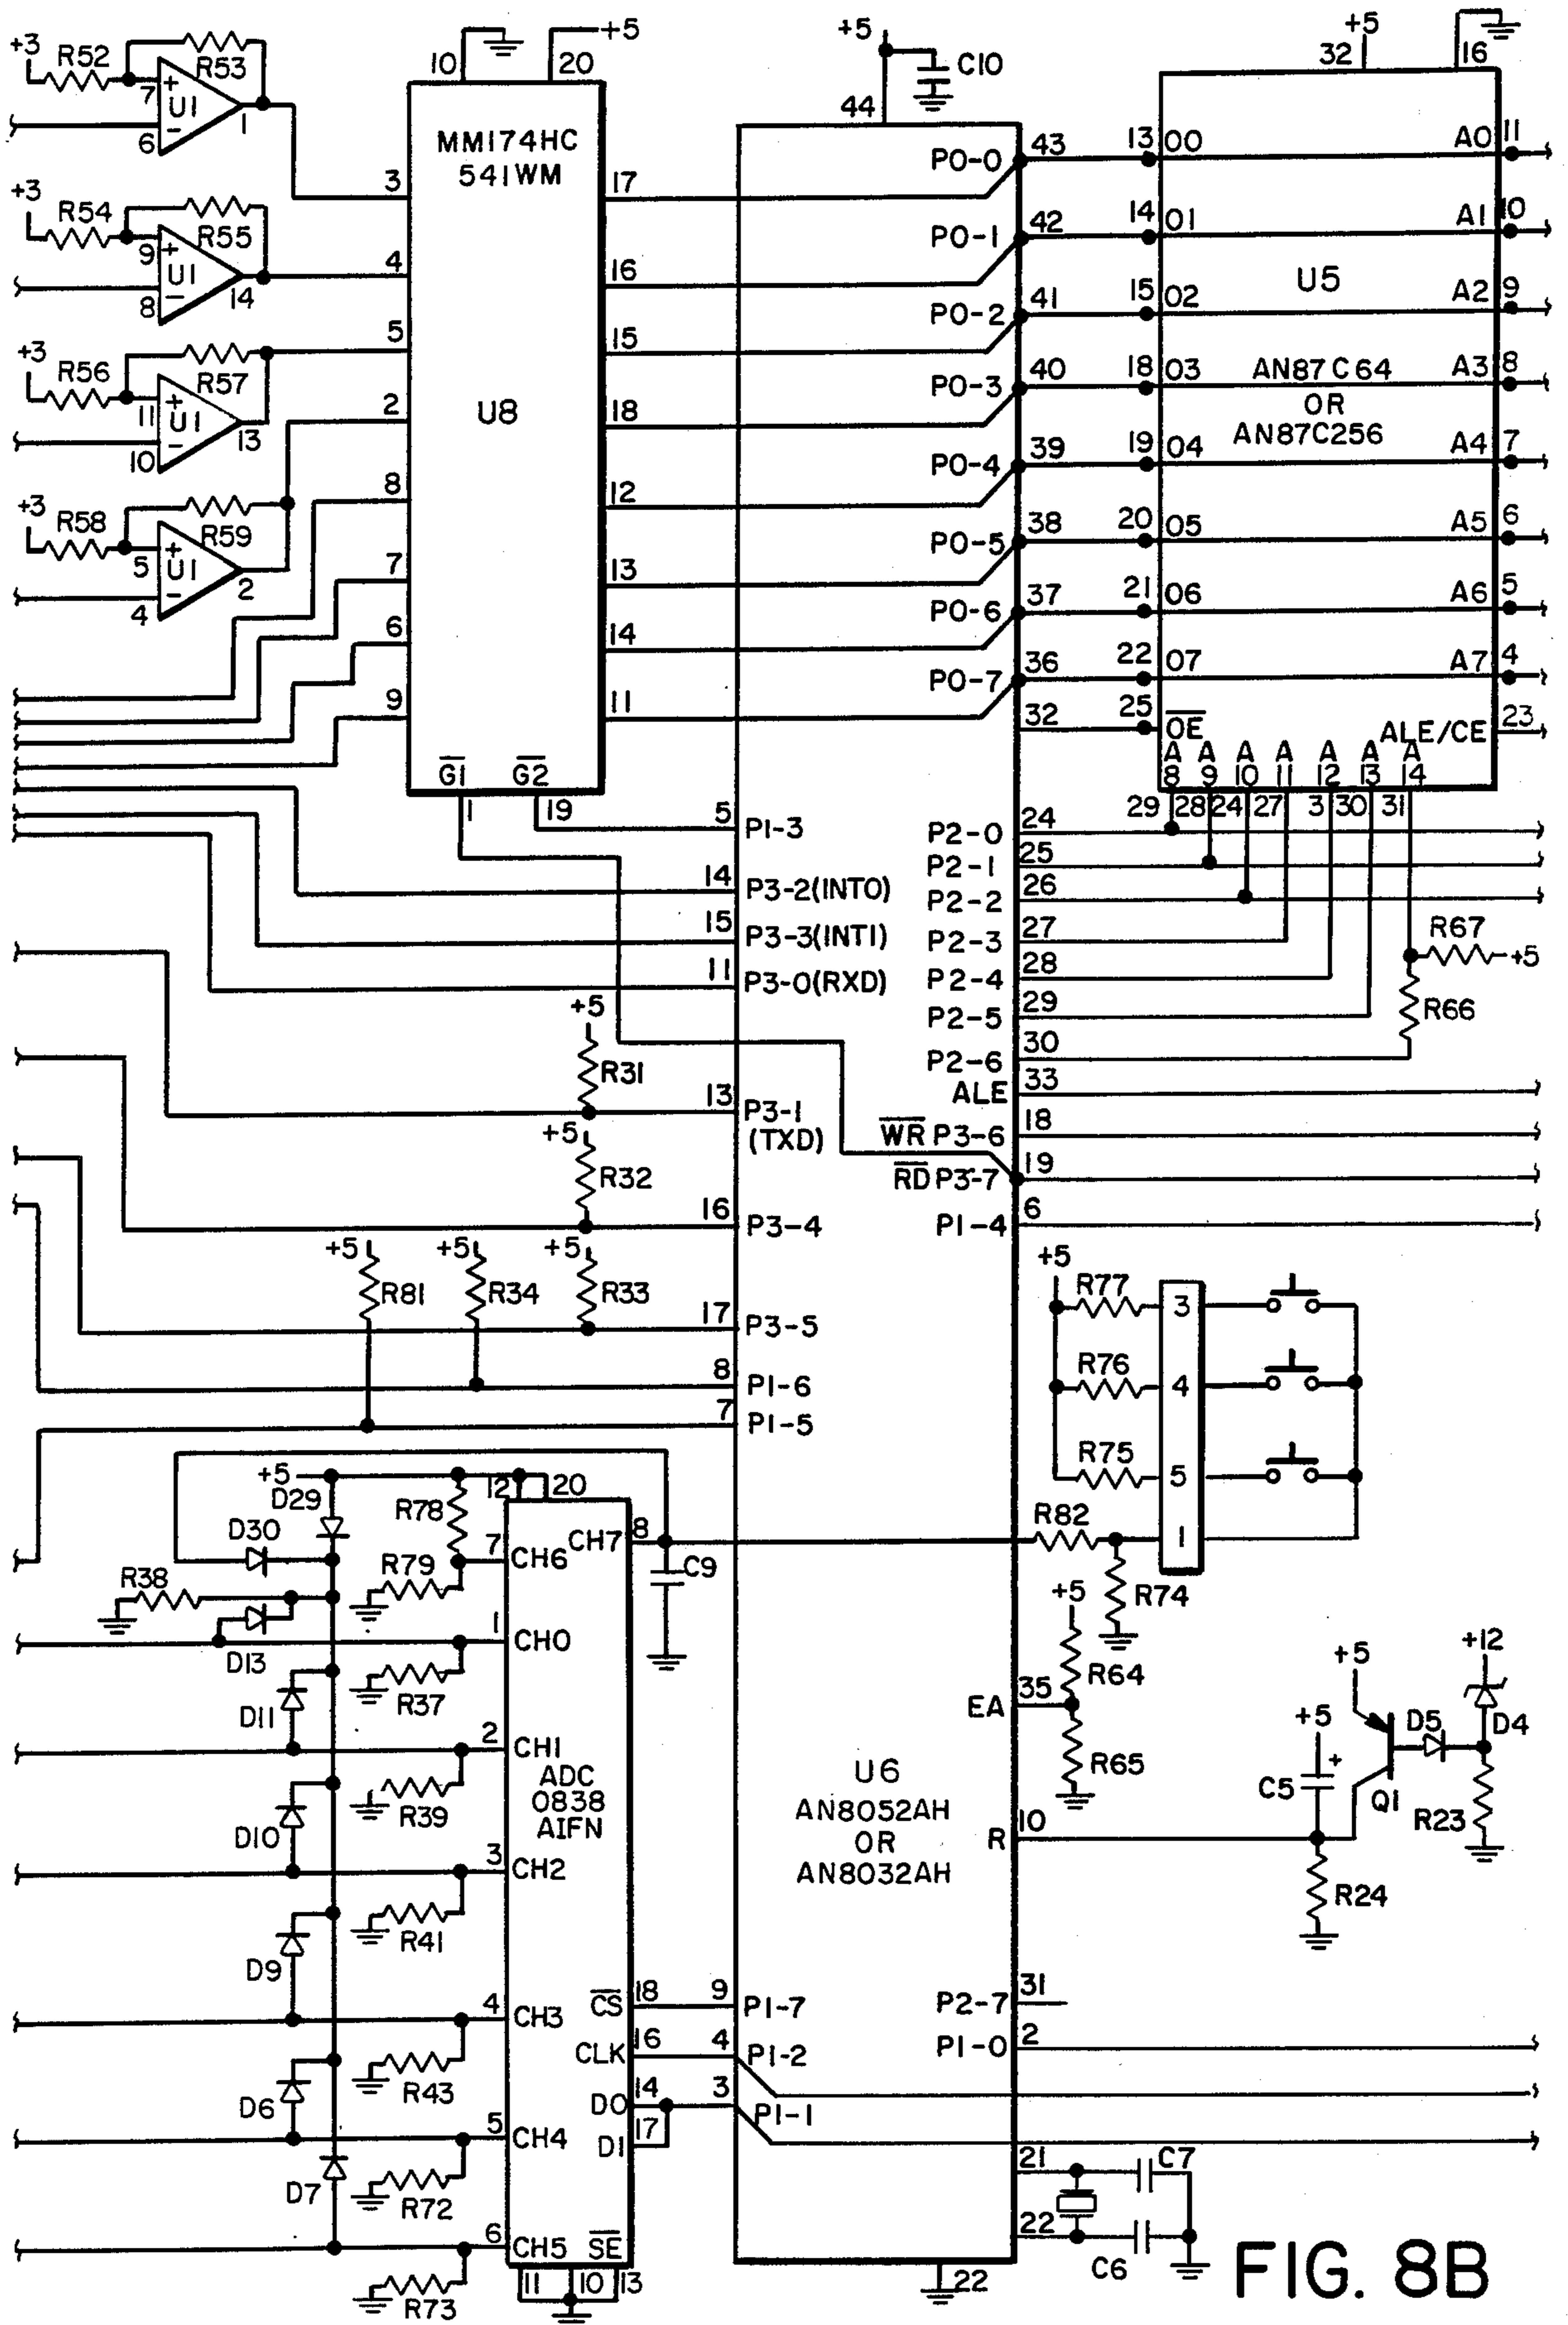 +3
R52
R53
7
+
U1
6
-
1
+3
R54
R55
9
+
U1
8
-
14
+3
R56
R57
11
+
U1
10
-
13
+3
R58
R59
5
+
U1
4
-
2
10
20
+5
MM174HC
541WM
U8
3
4
5
2
8
7
6
9
17
16
15
18
12
13
14
11
G1
G2
1
19
+5
C10
44
P0-0
43
P0-1
42
P0-2
41
P0-3
40
P0-4
39
P0-5
38
P0-6
37
P0-7
36
32
+5
32
16
13
00
A0
11
14
01
A1
10
U5
15
02
A2
9
18
03
AN87C64
A3
8
OR
19
04
AN87C256
A4
7
20
05
A5
6
21
06
A6
5
22
07
A7
4
25
OE
ALE/CE
23
A A A A A A A
8 9 10 11 12 13 14
29 28 24 27 3 30 31
5
P1-3
14
P3-2(INT0)
15
P3-3(INT1)
11
P3-0(RXD)
P2-0
24
P2-1
25
P2-2
26
P2-3
27
P2-4
28
P2-5
29
P2-6
30
ALE
33
WR P3-6
18
RD P3-7
19
P1-4
6
R67
+5
R66
+5
R31
13
P3-1
(TXD)
+5
R32
16
P3-4
+5
R81
+5
R34
+5
R33
17
P3-5
8
P1-6
7
P1-5
+5
R77
3
R76
4
R75
5
R82
1
R74
+5
D29
12
20
R78
D30
7
CH6
CH7
8
R79
C9
R38
D13
1
CH0
R37
D11
2
CH1
ADC
0838
AIFN
R39
D10
3
CH2
R41
D9
4
CH3
R43
D6
5
CH4
R72
D7
6
CH5
SE
R73
11
10
13
CS
18
9
P1-7
CLK
16
4
P1-2
DO
14
3
P1-1
DI
17
+5
R64
EA
35
R65
U6
AN8052AH
OR
AN8032AH
R
10
+5
C5
+
+5
Q1
D5
+12
D4
R23
R24
P2-7
31
P1-0
2
21
C7
22
C6
22
FIG. 8B